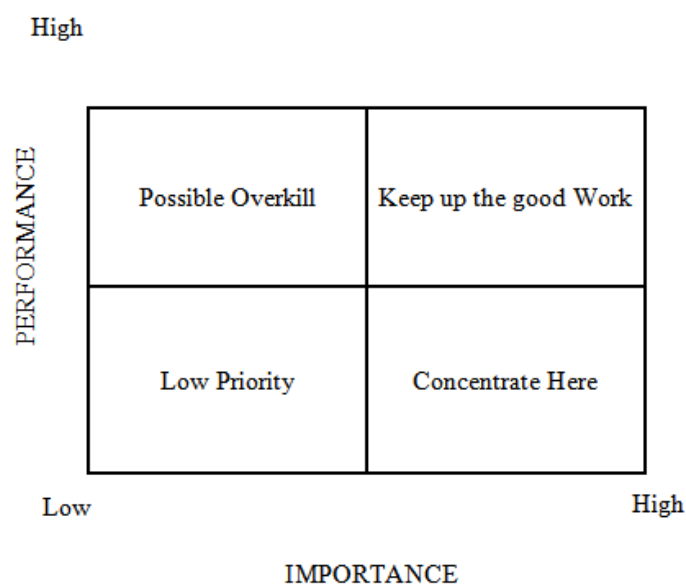 High
PERFORMANCE
Possible Overkill
Keep up the good Work
Low Priority
Concentrate Here
Low
High
IMPORTANCE